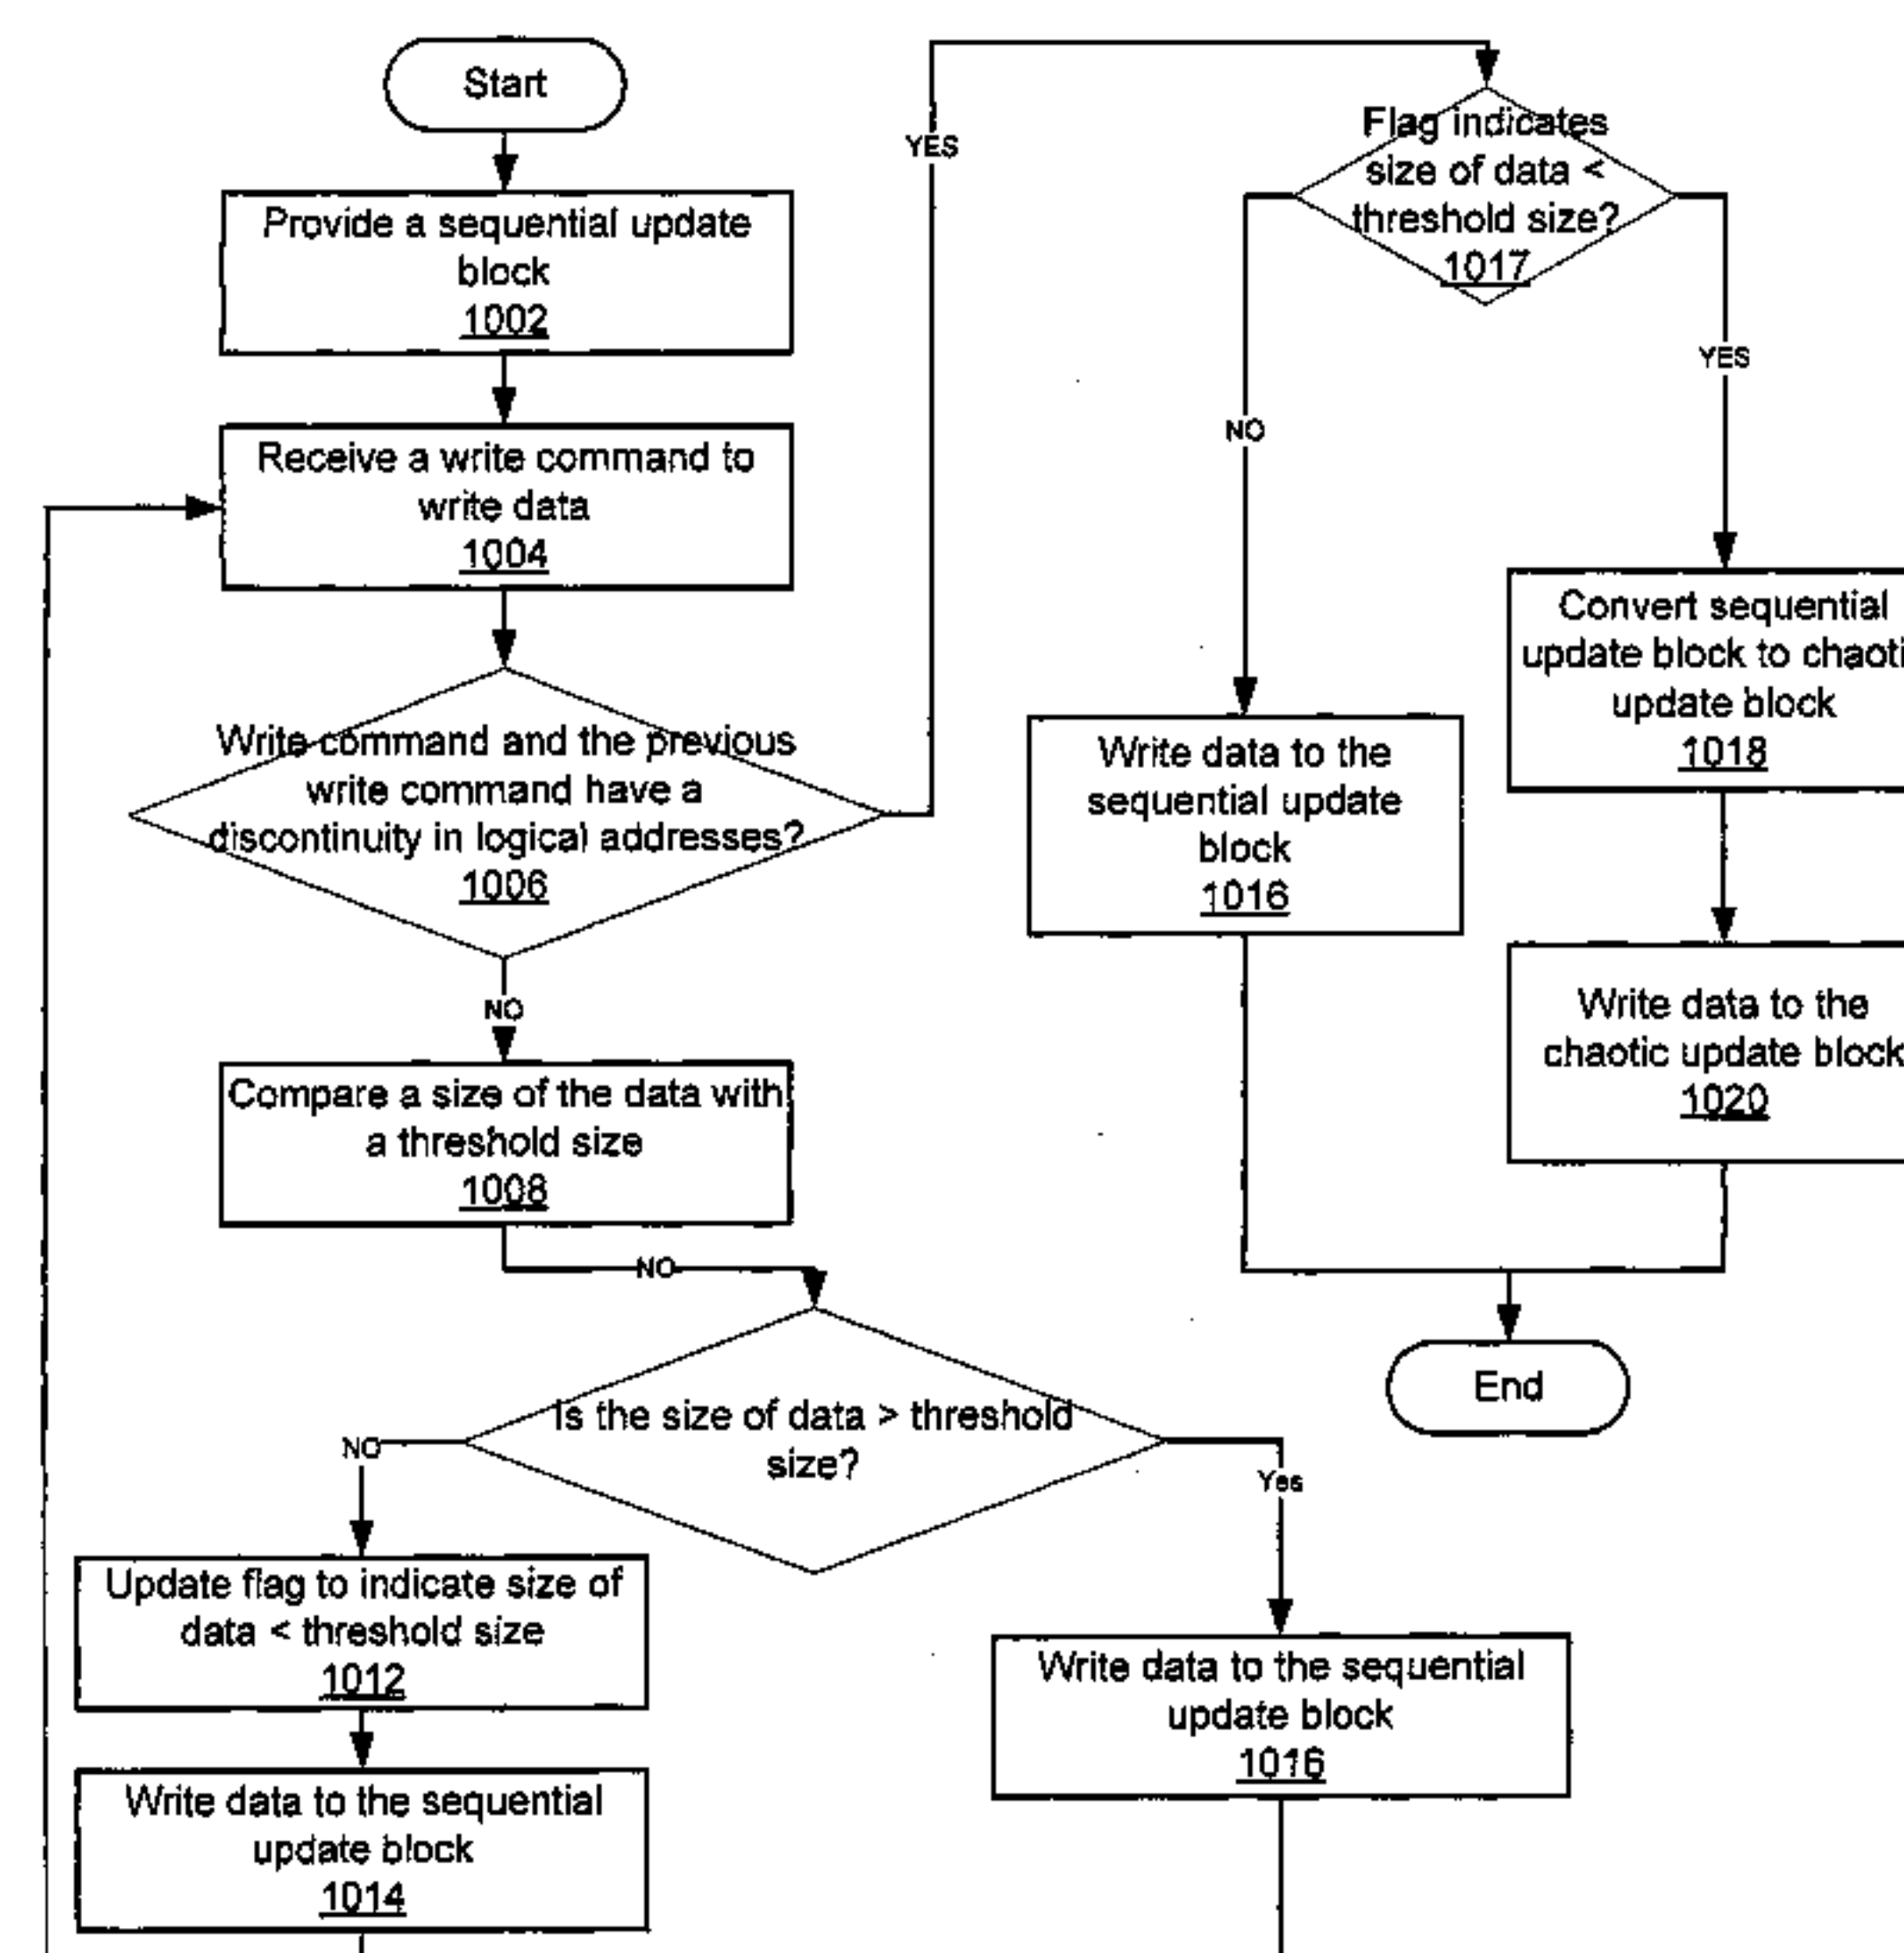 Start
Provide a sequential update
block
1002
Receive a write command to
write data
1004
Write command and the previous
write command have a
discontinuity in logical addresses?
1006
YES
NO
Compare a size of the data with
a threshold size
1008
NO
Is the size of data > threshold
size?
NO
Yes
Update flag to indicate size of
data < threshold size
1012
Write data to the sequential
update block
1014
Write data to the sequential
update block
1016
Flag indicates
size of data <
threshold size?
1017
NO
YES
Write data to the
sequential update
block
1016
Convert sequential
update block to chaoti
update block
1018
Write data to the
chaotic update block
1020
End